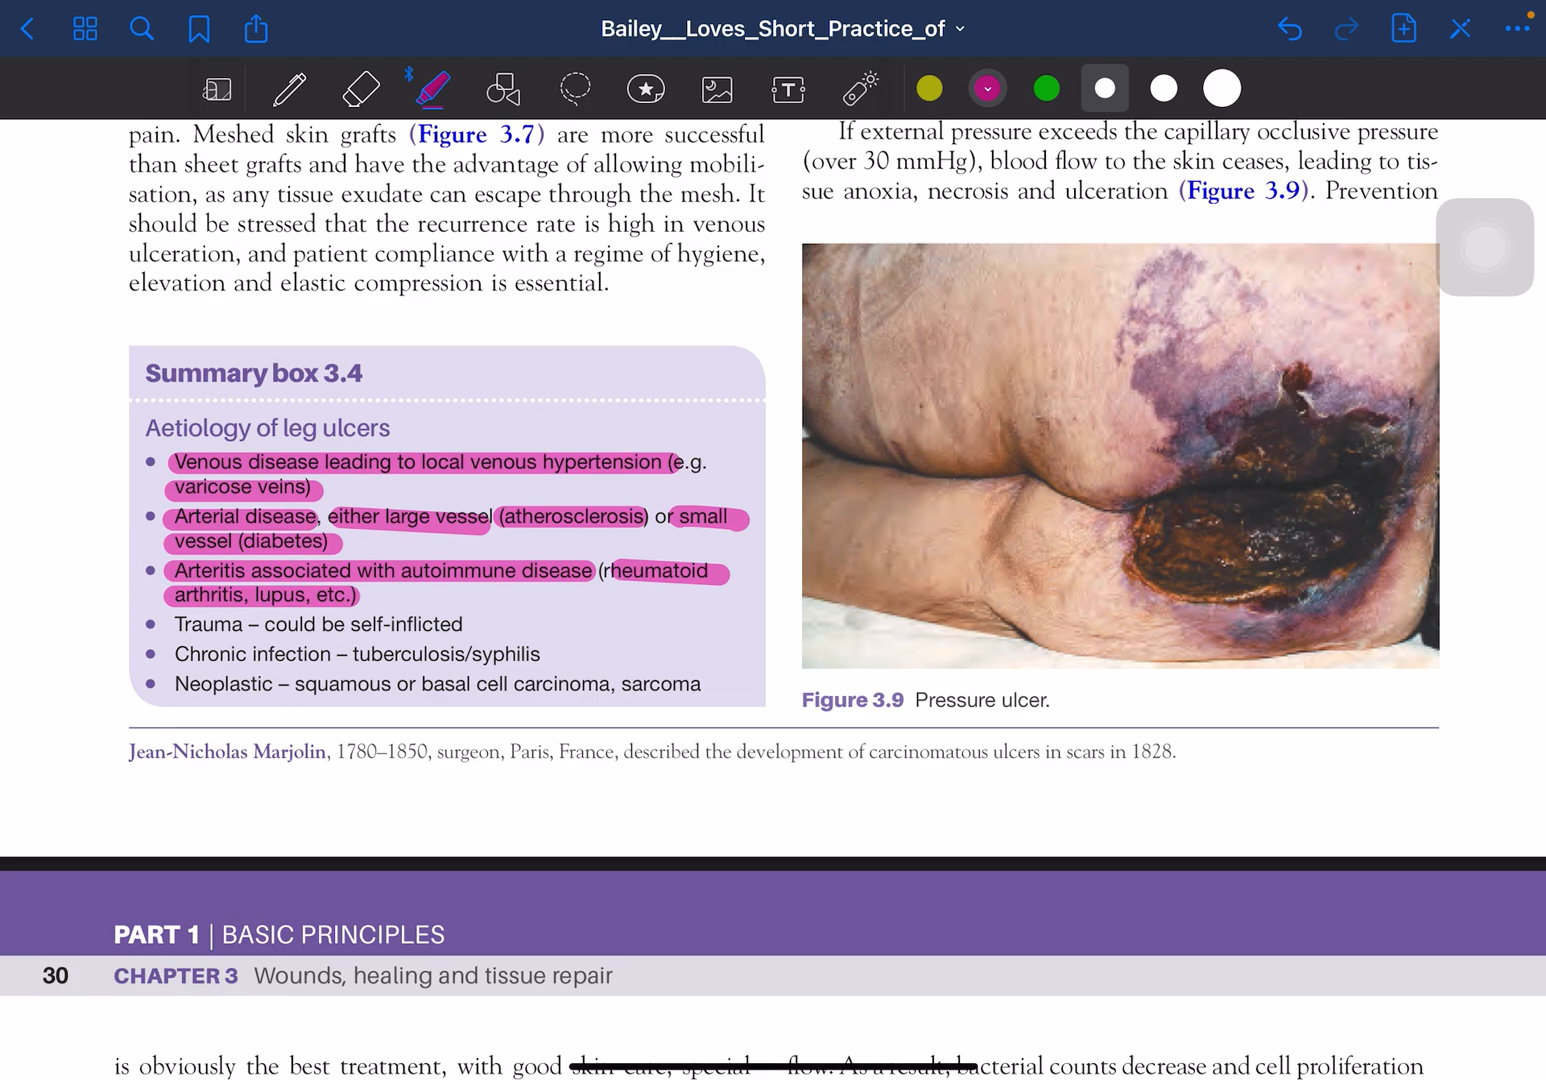 Bailey__Loves_Short_Practice_of
T
pain. Meshed skin grafts (Figure 3.7) are more successful
than sheet grafts and have the advantage of allowing mobili-
sation, as any tissue exudate can escape through the mesh. It
should be stressed that the recurrence rate is high in venous
ulceration, and patient compliance with a regime of hygiene,
elevation and elastic compression is essential.
Summary box 3.4
Aetiology of leg ulcers
• Venous disease leading to local venous hypertension (e.g.
varicose veins)
• Arterial disease, either large vessel (atherosclerosis) or small
vessel (diabetes)
• Arteritis associated with autoimmune disease (rheumatoid
arthritis, lupus, etc.)
• Trauma – could be self-inflicted
• Chronic infection – tuberculosis/syphilis
• Neoplastic – squamous or basal cell carcinoma, sarcoma
If external pressure exceeds the capillary occlusive pressure
(over 30 mmHg), blood flow to the skin ceases, leading to tis-
sue anoxia, necrosis and ulceration (Figure 3.9). Prevention
Figure 3.9 Pressure ulcer.
Jean-Nicholas Marjolin, 1780–1850, surgeon, Paris, France, described the development of carcinomatous ulcers in scars in 1828.
PART 1 | BASIC PRINCIPLES
30 CHAPTER 3 Wounds, healing and tissue repair
is obviously the best treatment, with good skin care, special
flow. As a result, bacterial counts decrease and cell proliferation